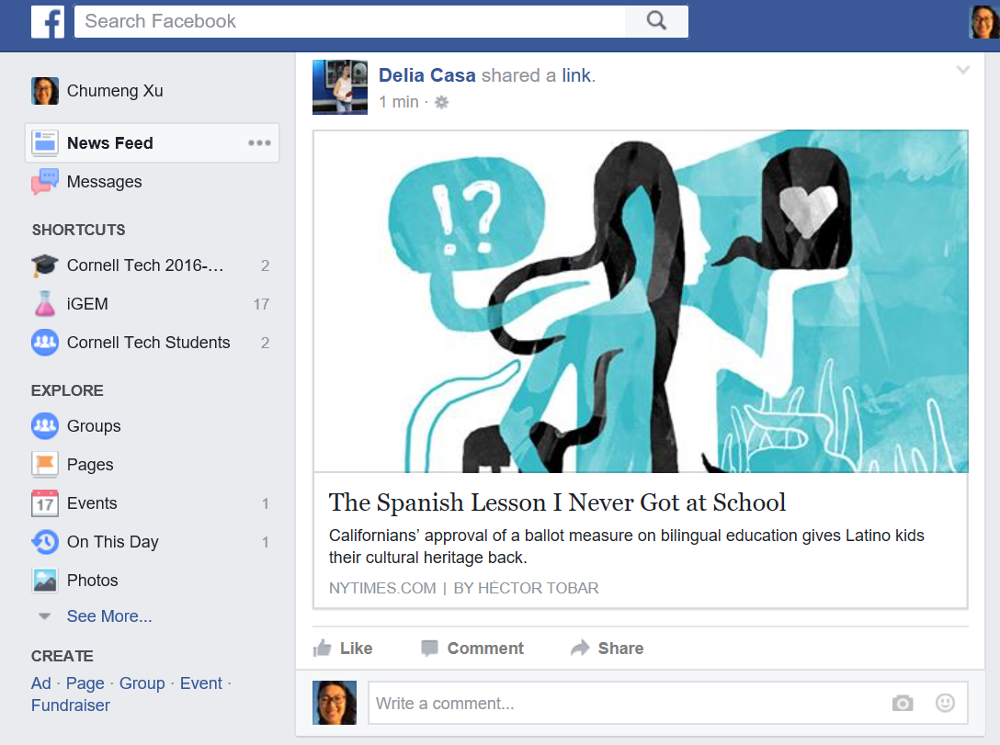 f
Search Facebook
Chumeng Xu
News Feed
Messages
SHORTCUTS
Cornell Tech 2016-... 2
iGEM 17
Cornell Tech Students 2
EXPLORE
Groups
Pages
17 Events 1
On This Day 1
Photos
See More...
CREATE
Ad · Page · Group · Event ·
Fundraiser
Delia Casa shared a link.
1 min ·
!?
The Spanish Lesson I Never Got at School
Californians’ approval of a ballot measure on bilingual education gives Latino kids
their cultural heritage back.
NYTIMES.COM | BY HÉCTOR TOBAR
Like Comment Share
Write a comment...